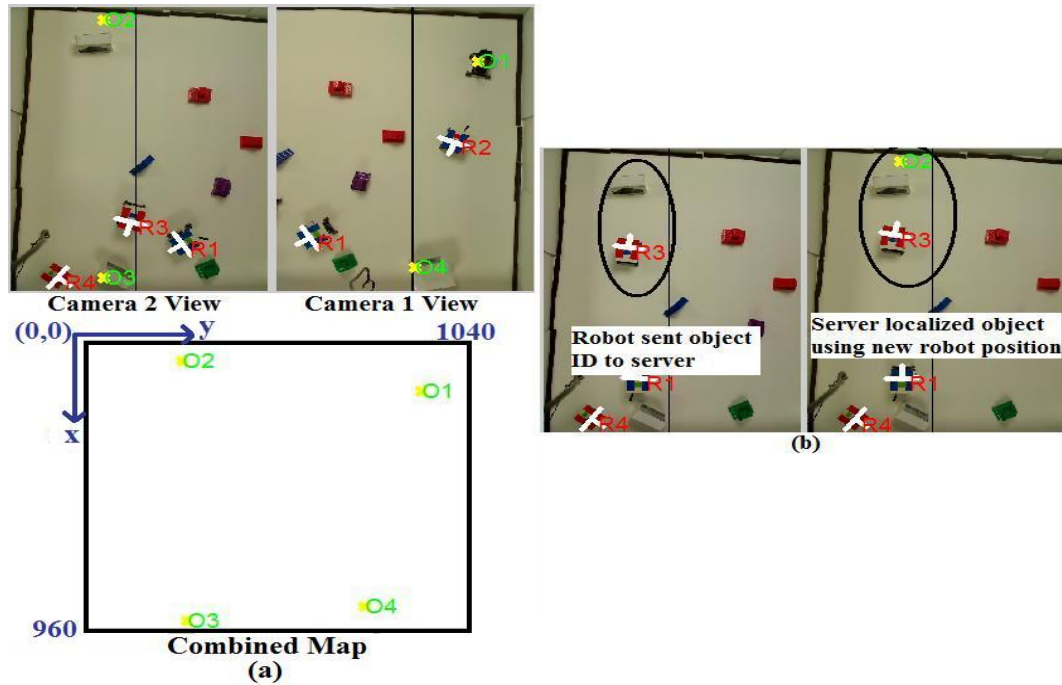 O2
O1
R2
R3
R1
R1
R4
O3
O4
Camera 2 View
Camera 1 View
(0,0)
y
1040
x
O2
O1
O4
O3
960
Combined Map
(a)
O2
R3
R3
Robot sent object
ID to server
Server localized object
using new robot position
R1
R1
R4
R4
(b)